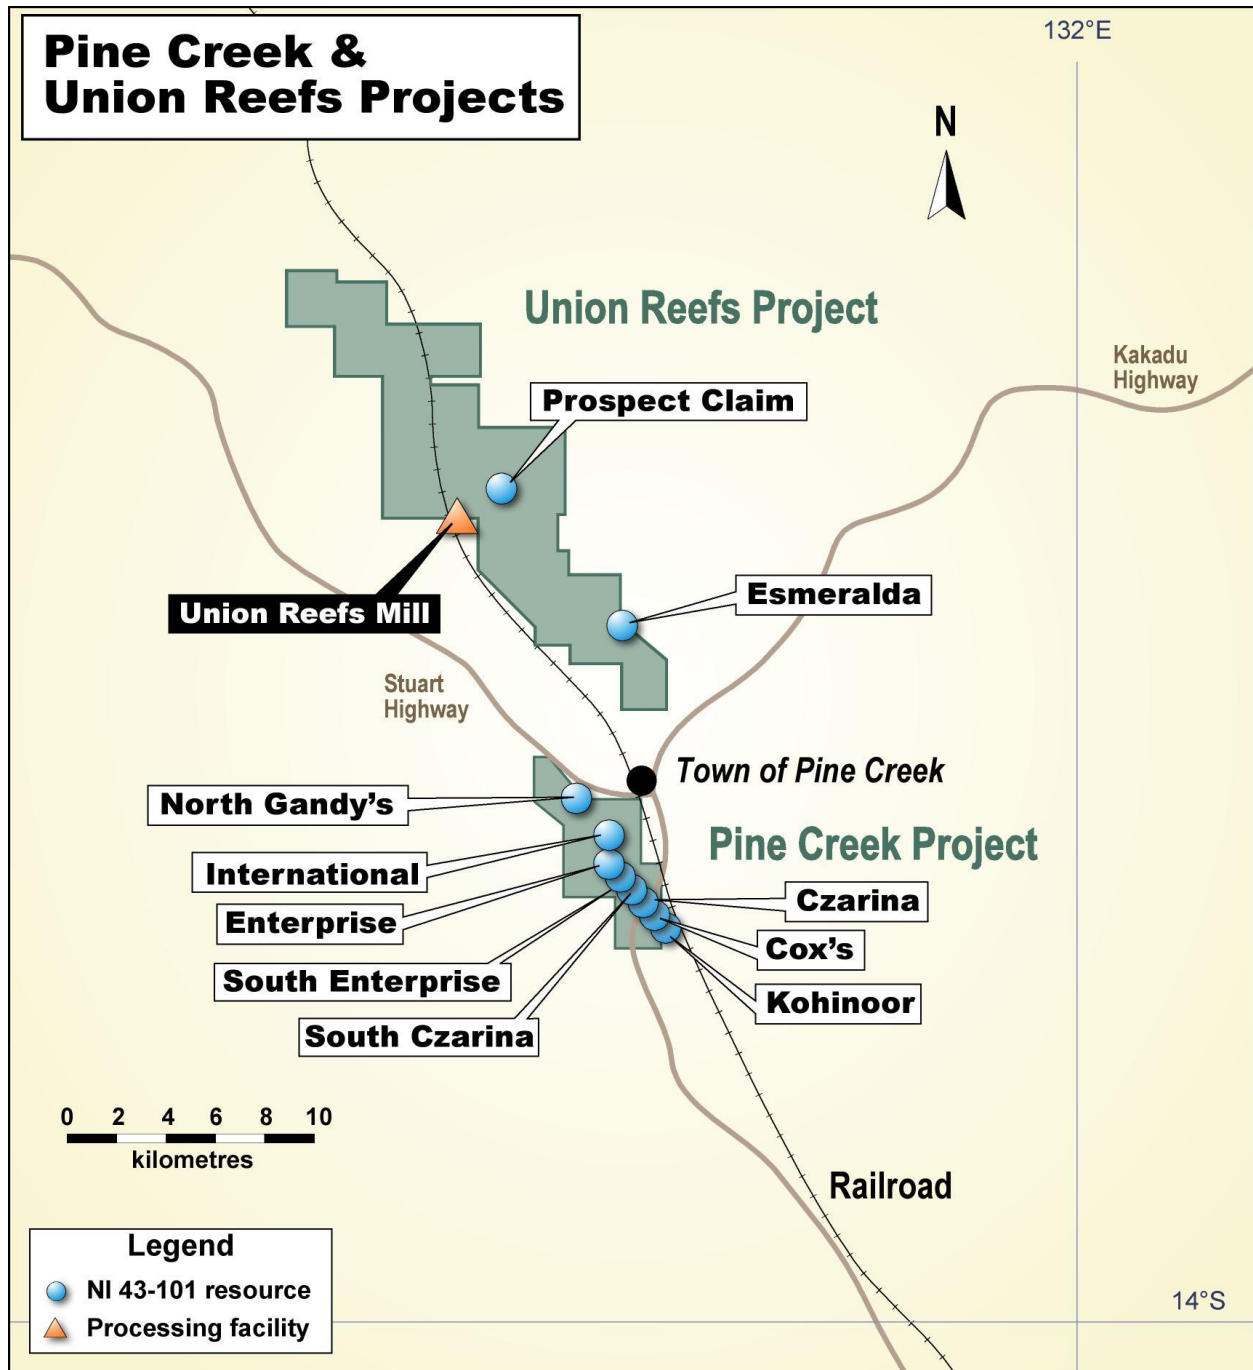 Pine Creek &
Union Reefs Projects
132°E
N
Union Reefs Project
Kakadu
Highway
Prospect Claim
Esmeralda
Union Reefs Mill
Stuart
Highway
Town of Pine Creek
North Gandy's
Pine Creek Project
International
Czarina
Enterprise
Cox's
South Enterprise
Kohinoor
South Czarina
0 2 4 6 8 10
kilometres
Railroad
Legend
NI 43-101 resource
Processing facility
14°S